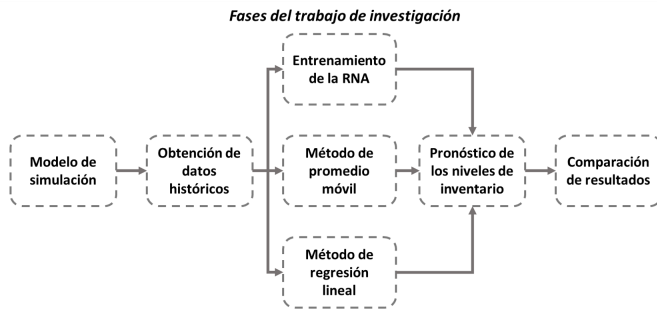 Fases del trabajo de investigación
Modelo de
simulación
Obtención de
datos
históricos
Entrenamiento
de la RNA
Método de
promedio
móvil
Método de
regresión
lineal
Pronóstico de
los niveles de
inventario
Comparación
de resultados